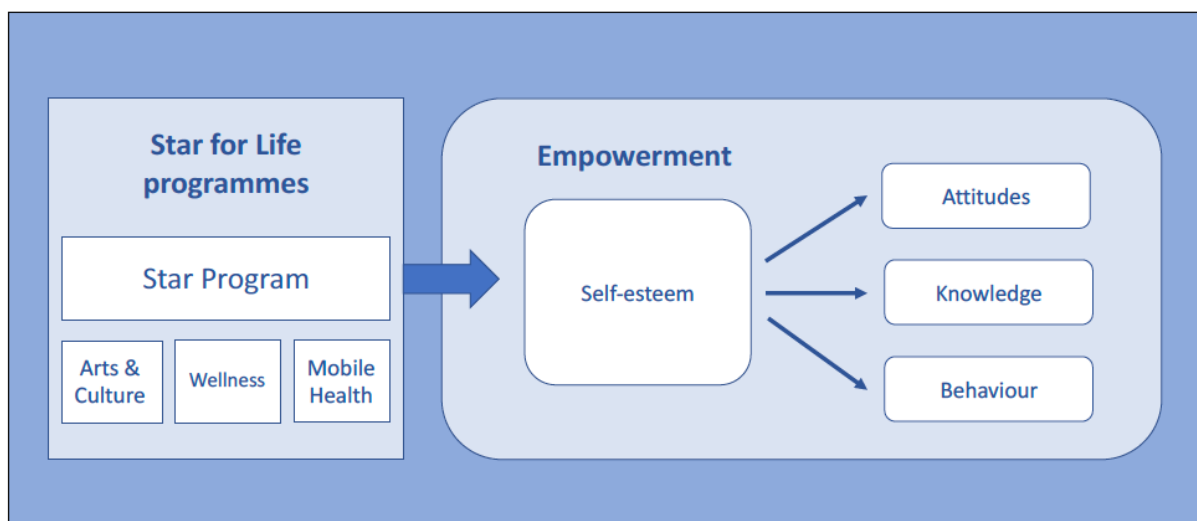 Star for Life
programmes
Star Program
Arts &
Culture
Wellness
Mobile
Health
Empowerment
Self-esteem
Attitudes
Knowledge
Behaviour